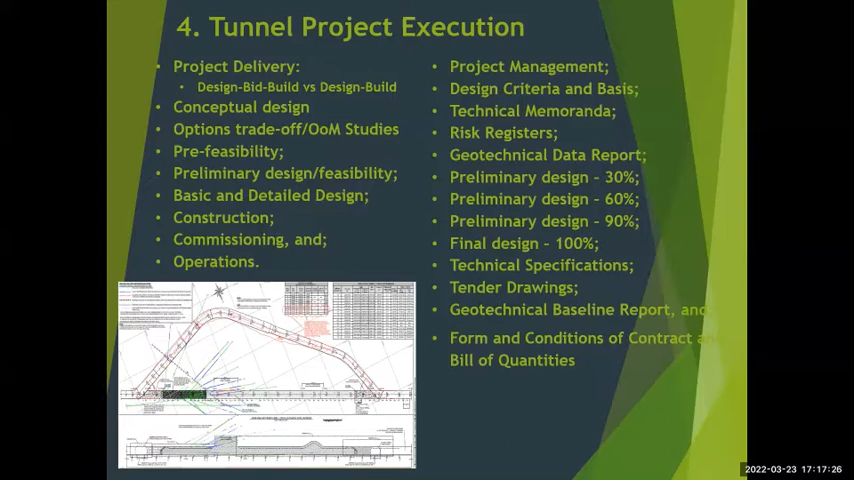 4. Tunnel Project Execution
• Project Delivery:
• Design-Bid-Build vs Design-Build
• Conceptual design
• Options trade-off/OoM Studies
• Pre-feasibility;
• Preliminary design/feasibility;
• Basic and Detailed Design;
• Construction;
• Commissioning, and;
• Operations.
• Project Management;
• Design Criteria and Basis;
• Technical Memoranda;
• Risk Registers;
• Geotechnical Data Report;
• Preliminary design – 30%;
• Preliminary design – 60%;
• Preliminary design – 90%;
• Final design – 100%;
• Technical Specifications;
• Tender Drawings;
• Geotechnical Baseline Report, and
• Form and Conditions of Contract
Bill of Quantities
2022-03-23 17:17:26